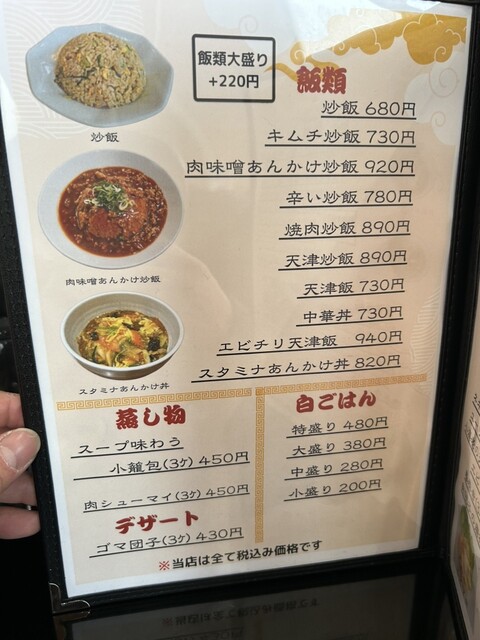 飯類大盛り
+220円
飯類
炒飯 680円
キムチ炒飯 730円
肉味噌あんかけ炒飯 920円
辛い炒飯 780円
焼肉炒飯 890円
天津炒飯 890円
天津飯 730円
中華丼 730円
エビチリ天津飯 940円
スタミナあんかけ丼 820円
炒飯
肉味噌あんかけ炒飯
スタミナあんかけ丼
蒸し物
スープ味わう
小籠包(3ケ) 450円
肉シューマイ(3ケ) 450円
デザート
ゴマ団子(3ケ) 430円
白ごはん
特盛り 480円
大盛り 380円
中盛り 280円
小盛り 200円
※当店は全て税込み価格です